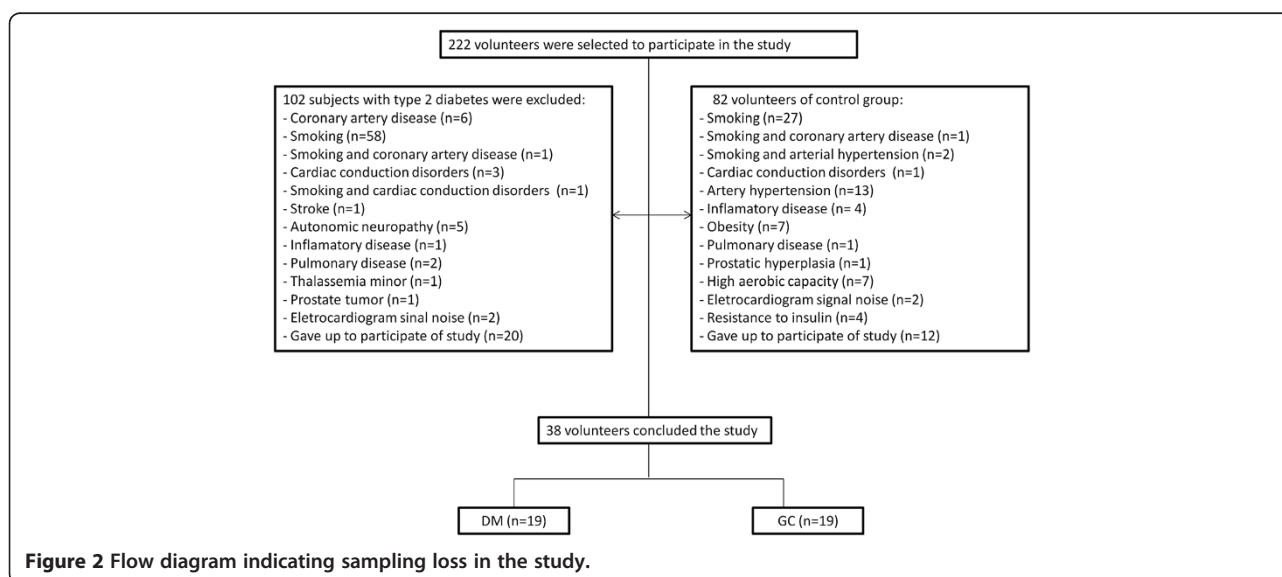 222 volunteers were selected to participate in the study
102 subjects with type 2 diabetes were excluded:
- Coronary artery disease (n=6)
- Smoking (n=58)
- Smoking and coronary artery disease (n=1)
- Cardiac conduction disorders (n=3)
- Smoking and cardiac conduction disorders (n=1)
- Stroke (n=1)
- Autonomic neuropathy (n=5)
- Inflamatory disease (n=1)
- Pulmonary disease (n=2)
- Thalassemia minor (n=1)
- Prostate tumor (n=1)
- Eletrocardiogram sinal noise (n=2)
- Gave up to participate of study (n=20)
82 volunteers of control group:
- Smoking (n=27)
- Smoking and coronary artery disease (n=1)
- Smoking and arterial hypertension (n=2)
- Cardiac conduction disorders (n=1)
- Artery hypertension (n=13)
- Inflamatory disease (n= 4)
- Obesity (n=7)
- Pulmonary disease (n=1)
- Prostatic hyperplasia (n=1)
- High aerobic capacity (n=7)
- Eletrocardiogram signal noise (n=2)
- Resistance to insulin (n=4)
- Gave up to participate of study (n=12)
38 volunteers concluded the study
DM (n=19)
GC (n=19)
Figure 2 Flow diagram indicating sampling loss in the study.